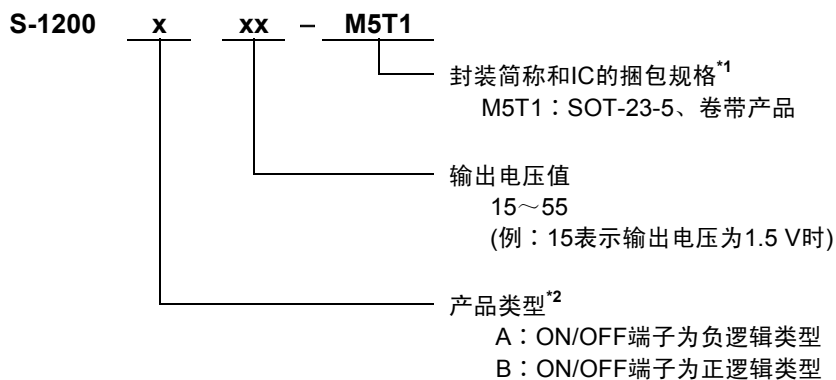 S-1200 x xx – M5T1
封装简称和IC的捆包规格*1
M5T1：SOT-23-5、卷带产品
输出电压值
15～55
(例：15表示输出电压为1.5 V时)
产品类型*2
A：ON/OFF端子为负逻辑类型
B：ON/OFF端子为正逻辑类型